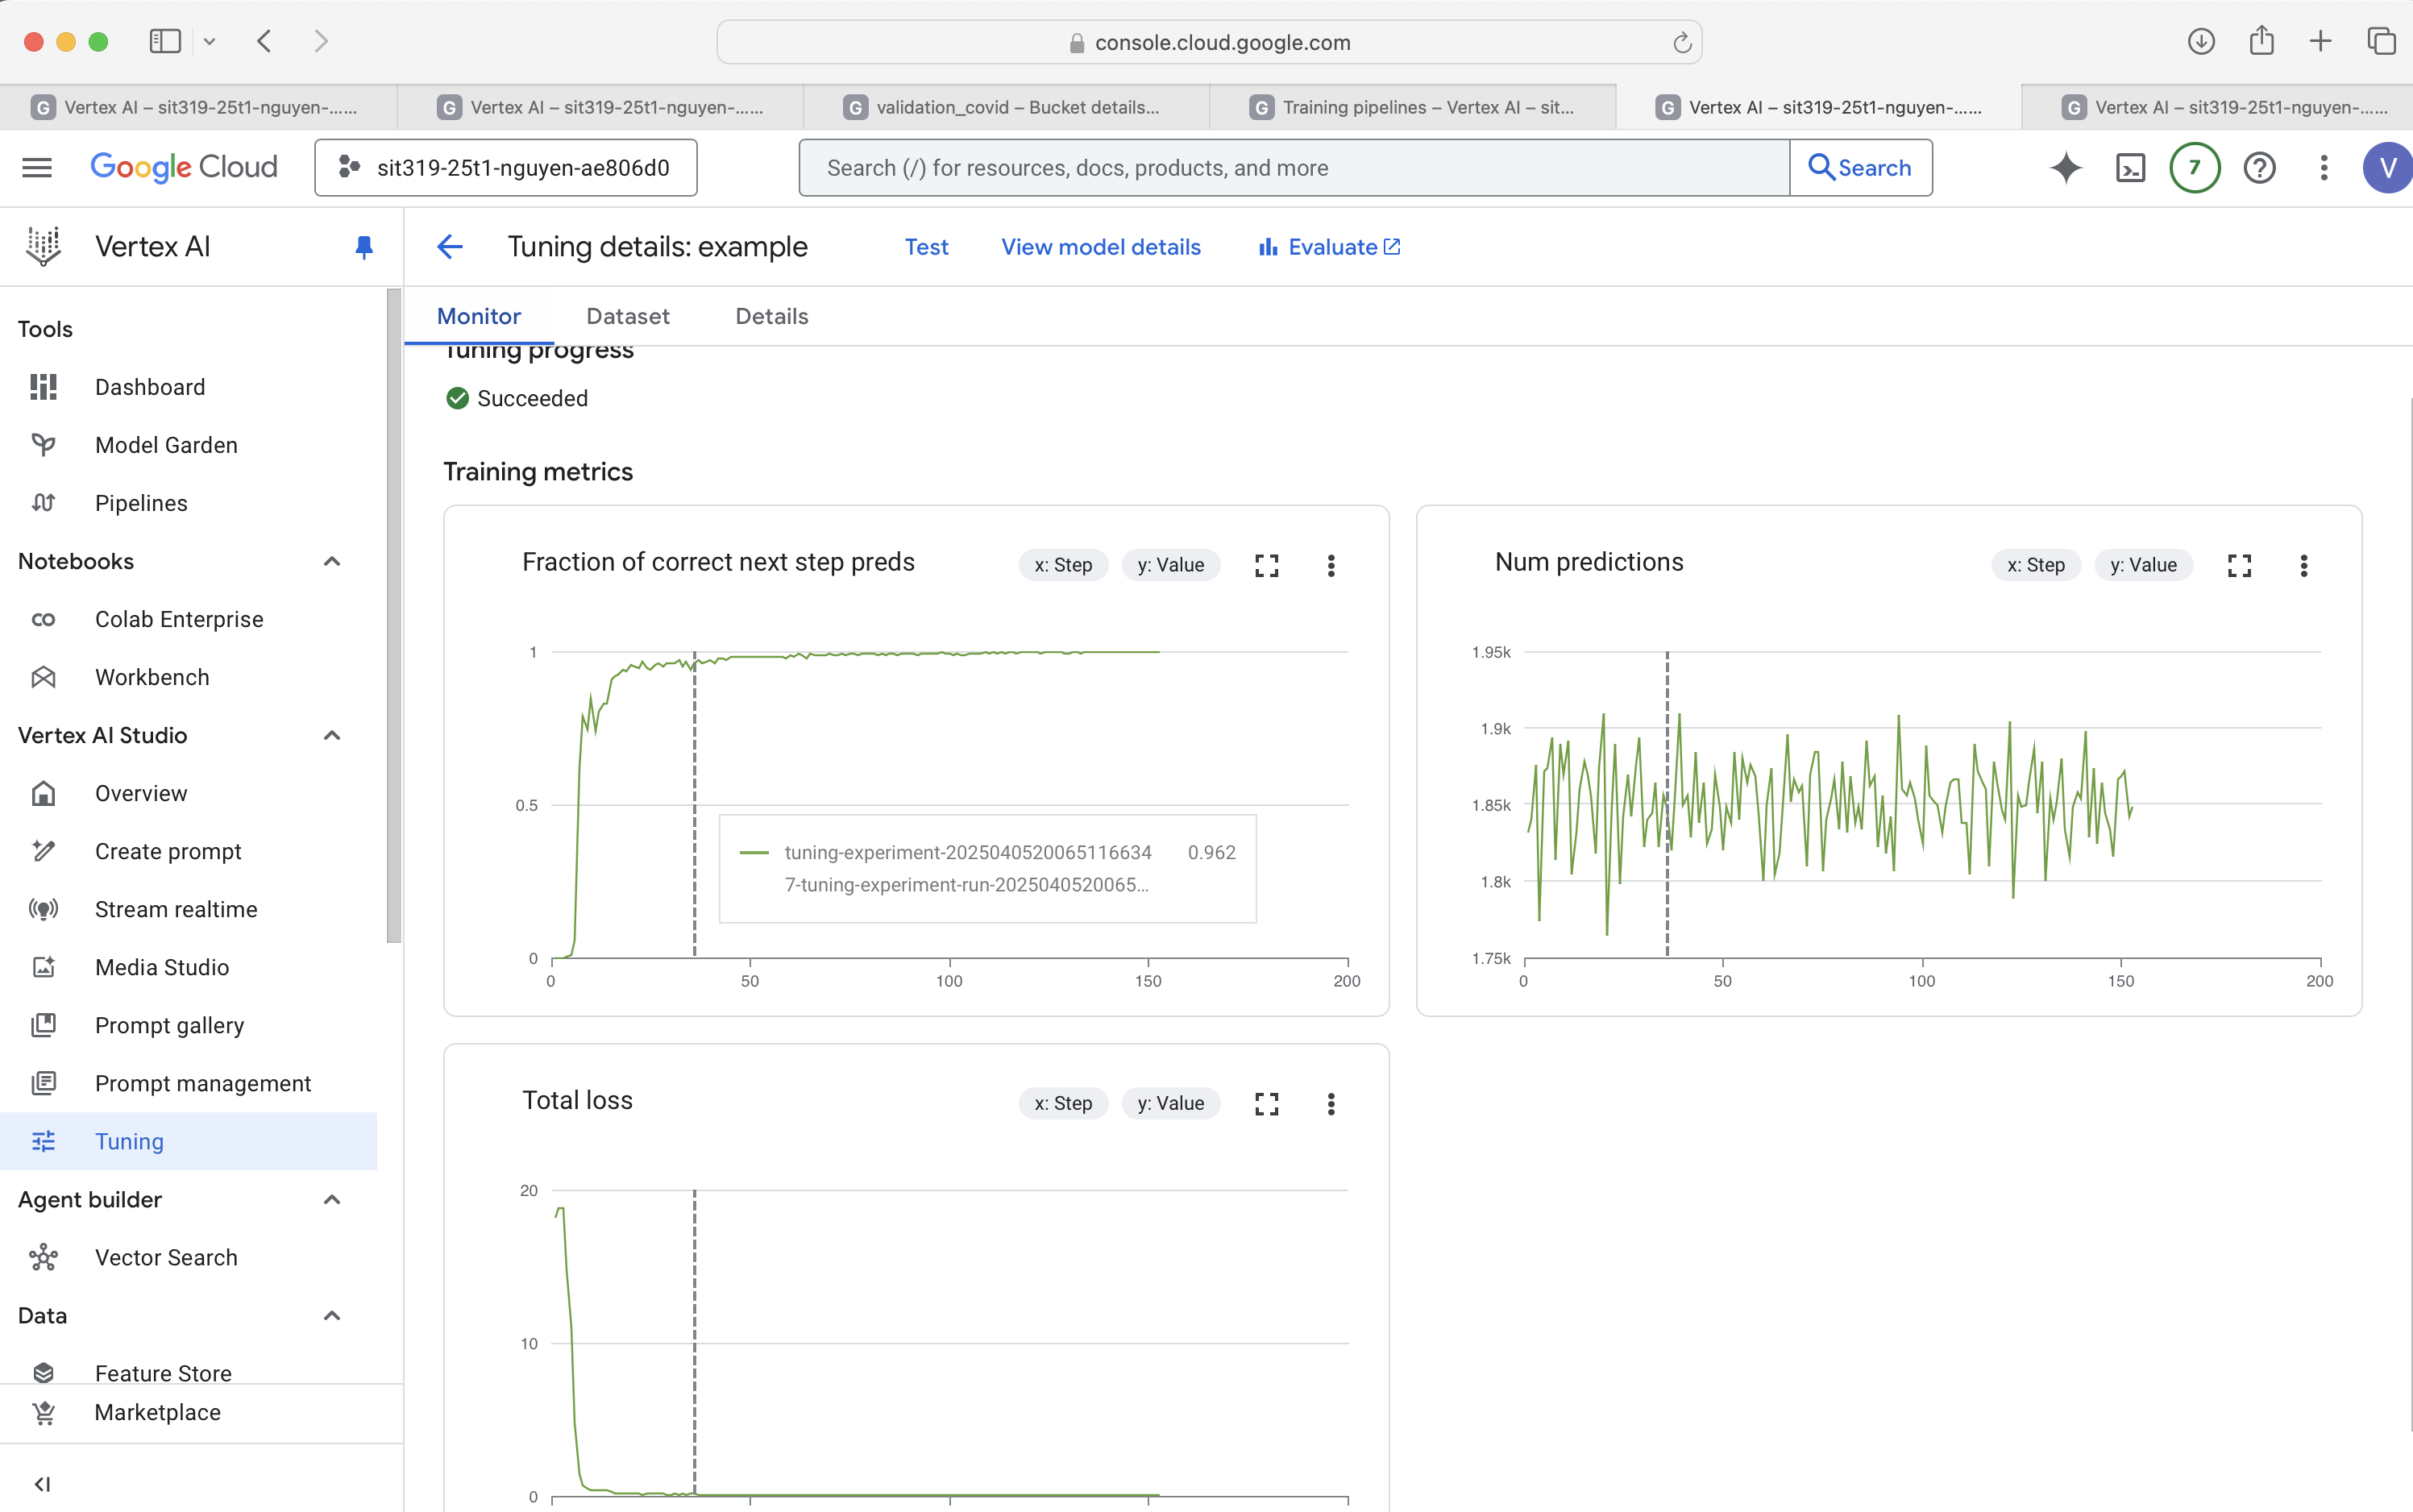 console.cloud.google.com
G Vertex AI – sit319-25t1-nguyen-......
G Vertex AI – sit319-25t1-nguyen-......
G validation_covid – Bucket details...
G Training pipelines – Vertex AI – sit...
G Vertex AI – sit319-25t1-nguyen-......
G Vertex AI – sit319-25t1-nguyen-......
Google Cloud
sit319-25t1-nguyen-ae806d0
Search (/) for resources, docs, products, and more
Search
7
V
Vertex AI
Tools
Dashboard
Model Garden
Pipelines
Notebooks
Colab Enterprise
Workbench
Vertex AI Studio
Overview
Create prompt
Stream realtime
Media Studio
Prompt gallery
Prompt management
Tuning
Agent builder
Vector Search
Data
Feature Store
Marketplace
Tuning details: example
Test
View model details
Evaluate
Monitor
Dataset
Details
Tuning progress
Succeeded
Training metrics
Fraction of correct next step preds
x: Step
y: Value
1
0.5
0
tuning-experiment-2025040520065116634 0.962
7-tuning-experiment-run-2025040520065...
0 50 100 150 200
Num predictions
x: Step
y: Value
1.95k
1.9k
1.85k
1.8k
1.75k
0 50 100 150 200
Total loss
x: Step
y: Value
20
10
0